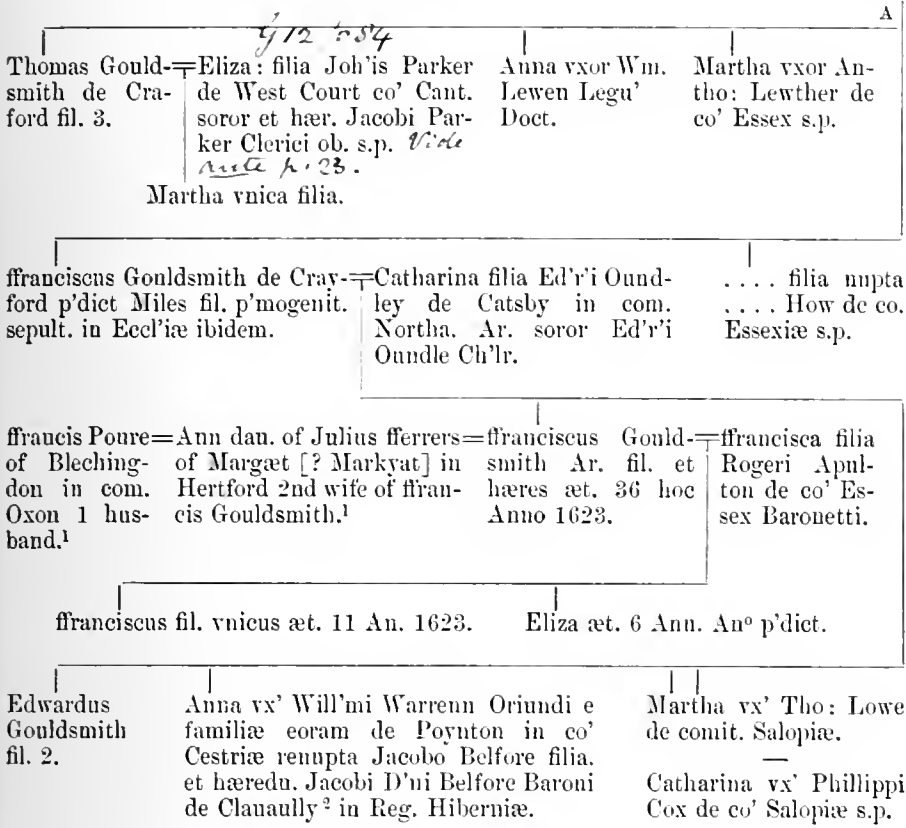 A
Thomas Gould-
smith de Cra-
ford fil. 3.
Eliza: filia Joh'is Parker
de West Court co' Cant.
soror et hær. Jacobi Par-
ker Clerici ob. s.p. Vide
note p. 23.
Anna vxor Wm.
Lewen Legu'
Doct.
Martha vxor An-
tho: Lewther de
co' Essex s.p.
Martha vnica filia.
ffranciscus Gouldsmith de Cray-
ford p'dict Miles fil. p'mogenit.
sepult. in Eccl'iæ ibidem.
Catharina filia Ed'r'i Ound-
ley de Catsby in com.
Northa. Ar. soror Ed'r'i
Oundle Ch'lr.
.... filia nupta
.... How de co.
Essexiæ s.p.
ffrancis Poure
of Bleching-
don in com.
Oxon 1 hus-
band.¹
Ann dau. of Julius fferrers
of Margæt [? Markyat] in
Hertford 2nd wife of ffran-
cis Gouldsmith.¹
ffranciscus Gould-
smith Ar. fil. et
hæres æt. 36 hoc
Anno 1623.
ffrancisca filia
Rogeri Apul-
ton de co' Es-
sex Baronetti.
ffranciscus fil. vnicus æt. 11 An. 1623.
Eliza æt. 6 Ann. Anº p'dict.
Edwardus
Gouldsmith
fil. 2.
Anna vx' Will'mi Warrenn Oriundi e
familiæ eoram de Poynton in co'
Cestriæ renupta Jacobo Belfore filia.
et hæredu. Jacobi D'ni Belfore Baroni
de Clanaully ² in Reg. Hiberniæ.
Martha vx' Tho: Lowe
de comit. Salopiæ.
Catharina vx' Phillippi
Cox de co' Salopiæ s.p.